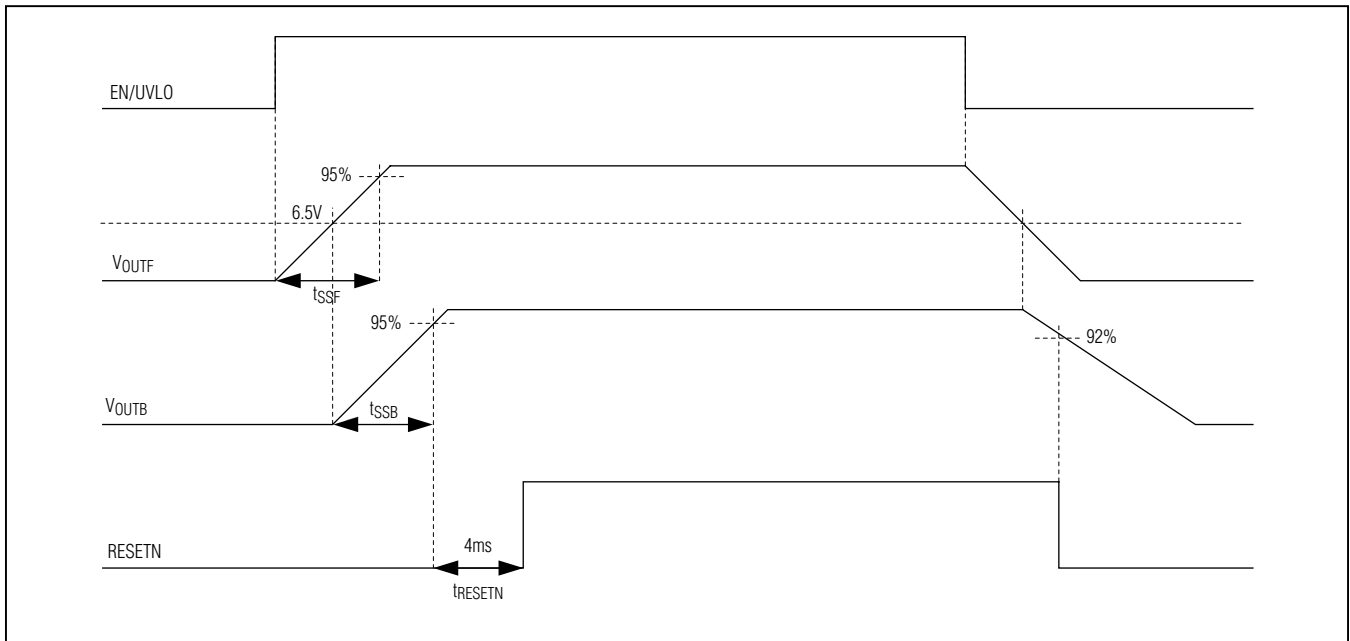 EN/UVLO
95%
6.5V
VOUTF
tSSF
95%
92%
VOUTB
tSSB
4ms
RESETN
tRESETN